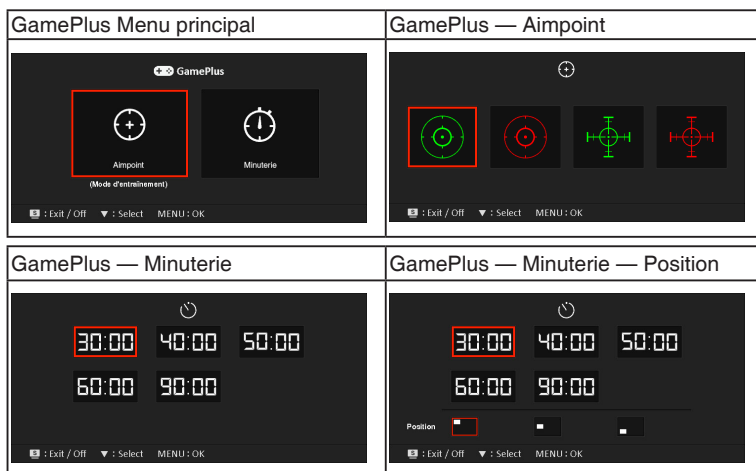 GamePlus Menu principal
GamePlus — Aimpoint
GamePlus
Aimpoint
Minuterie
(Mode d'entraînement)
S : Exit / Off ▼ : Select MENU : OK
S : Exit / Off ▼ : Select MENU : OK
GamePlus — Minuterie
GamePlus — Minuterie — Position
30:00 40:00 50:00
60:00 90:00
S : Exit / Off ▼ : Select MENU : OK
30:00 40:00 50:00
60:00 90:00
Position
S : Exit / Off ▼ : Select MENU : OK